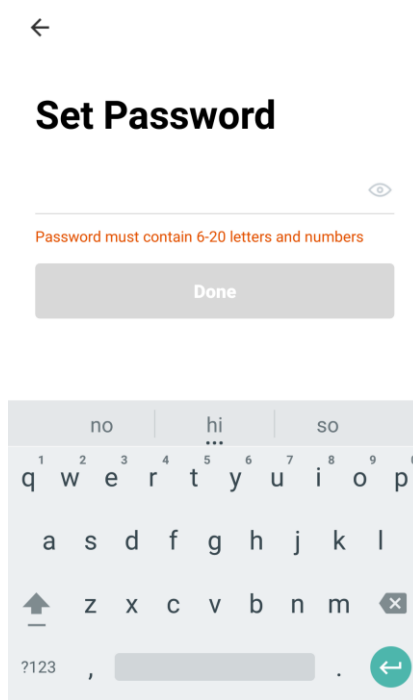 Set Password
Password must contain 6-20 letters and numbers
Done
no hi so
1 2 3 4 5 6 7 8 9
q w e r t y u i o p
a s d f g h j k l
z x c v b n m
?123 , .